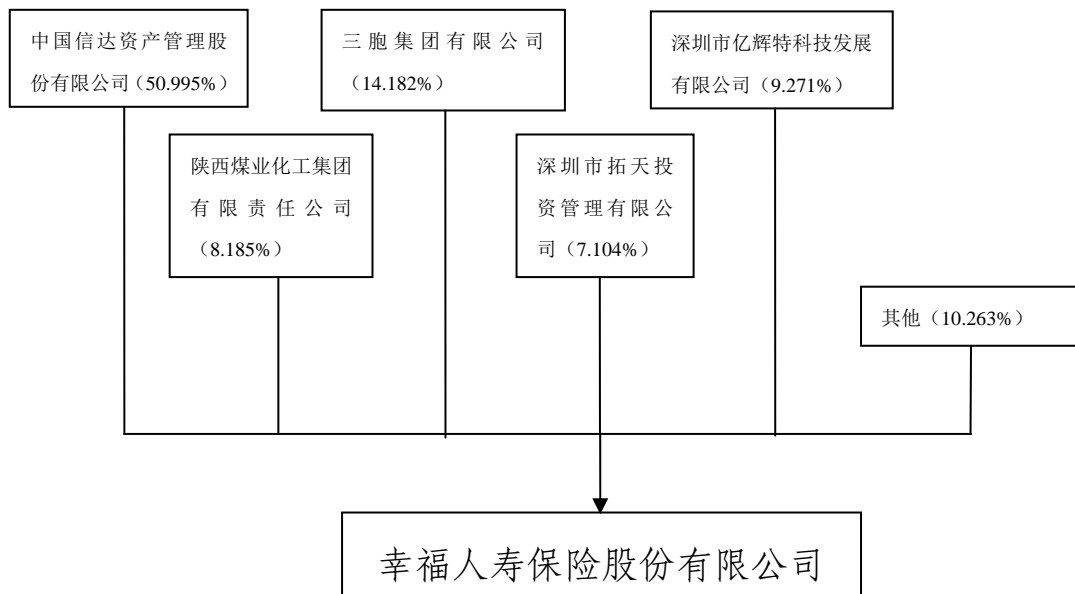 中国信达资产管理股
份有限公司（50.995%）
三胞集团有限公司
（14.182%）
深圳市亿辉特科技发展
有限公司（9.271%）
陕西煤业化工集团
有限责任公司
（8.185%）
深圳市拓天投
资管理有限公
司（7.104%）
其他（10.263%）
幸福人寿保险股份有限公司